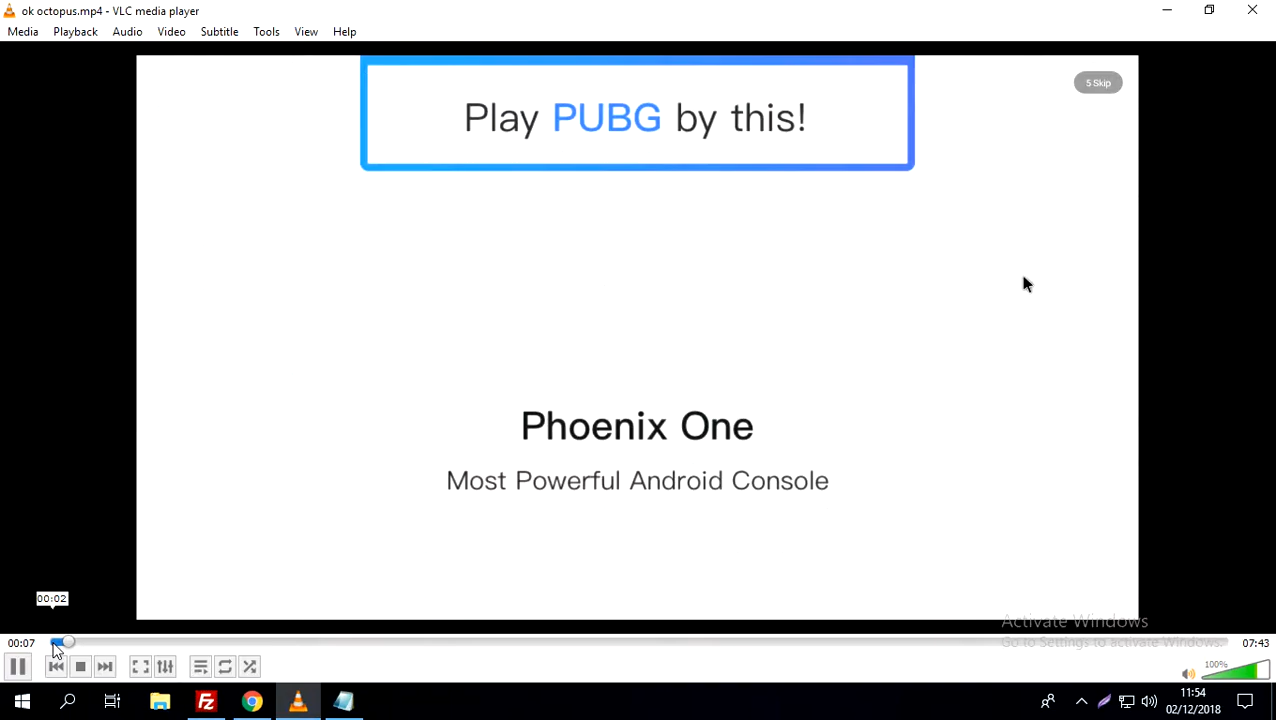 ok octopus.mp4 - VLC media player
Media Playback Audio Video Subtitle Tools View Help
5 Skip
Play PUBG by this!
Phoenix One
Most Powerful Android Console
00:02
Activate Windows
00:07
Go to Settings to activate Windows.
07:43
100%
11:54
02/12/2018